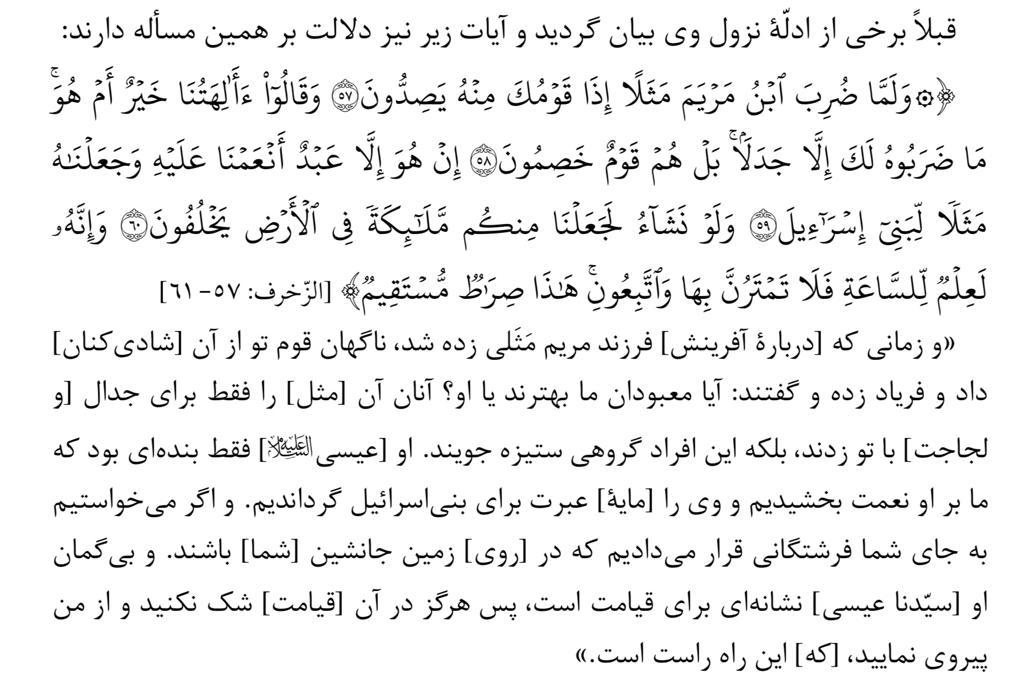 قبلاً برخی از ادلّهٔ نزول وی بیان گردید و آیات زیر نیز دلالت بر همین مسأله دارند:
﴿۞وَلَمَّا ضُرِبَ ٱبۡنُ مَرۡيَمَ مَثَلًا إِذَا قَوۡمُكَ مِنۡهُ يَصِدُّونَ٥٧ وَقَالُوٓاْ ءَأَٰلِهَتُنَا خَيۡرٌ أَمۡ هُوَۚ
مَا ضَرَبُوهُ لَكَ إِلَّا جَدَلَۢاۚ بَلۡ هُمۡ قَوۡمٌ خَصِمُونَ٥٨ إِنۡ هُوَ إِلَّا عَبۡدٌ أَنۡعَمۡنَا عَلَيۡهِ وَجَعَلۡنَٰهُ
مَثَلٗا لِّبَنِيٓ إِسۡرَٰٓءِيلَ٥٩ وَلَوۡ نَشَآءُ لَجَعَلۡنَا مِنكُم مَّلَٰٓئِكَةٗ فِي ٱلۡأَرۡضِ يَخۡلُفُونَ٦٠ وَإِنَّهُۥ
لَعِلۡمٞ لِّلسَّاعَةِ فَلَا تَمۡتَرُنَّ بِهَا وَٱتَّبِعُونِۚ هَٰذَا صِرَٰطٞ مُّسۡتَقِيمٞ﴾ [الزّخرف: ۵۷- ۶۱]
«و زمانی که [دربارهٔ آفرینش] فرزند مریم مَثَلی زده شد، ناگهان قوم تو از آن [شادی‌کنان]
داد و فریاد زده و گفتند: آیا معبودان ما بهترند یا او؟ آنان آن [مثل] را فقط برای جدال [و
لجاجت] با تو زدند، بلکه این افراد گروهی ستیزه جویند. او [عیسی علیه السلام] فقط بنده‌ای بود که
ما بر او نعمت بخشیدیم و وی را [مایهٔ] عبرت برای بنی‌اسرائیل گرداندیم. و اگر می‌خواستیم
به جای شما فرشتگانی قرار می‌دادیم که در [روی] زمین جانشین [شما] باشند. و بی‌گمان
او [سیّدنا عیسی] نشانه‌ای برای قیامت است، پس هرگز در آن [قیامت] شک نکنید و از من
پیروی نمایید، [که] این راه راست است.»